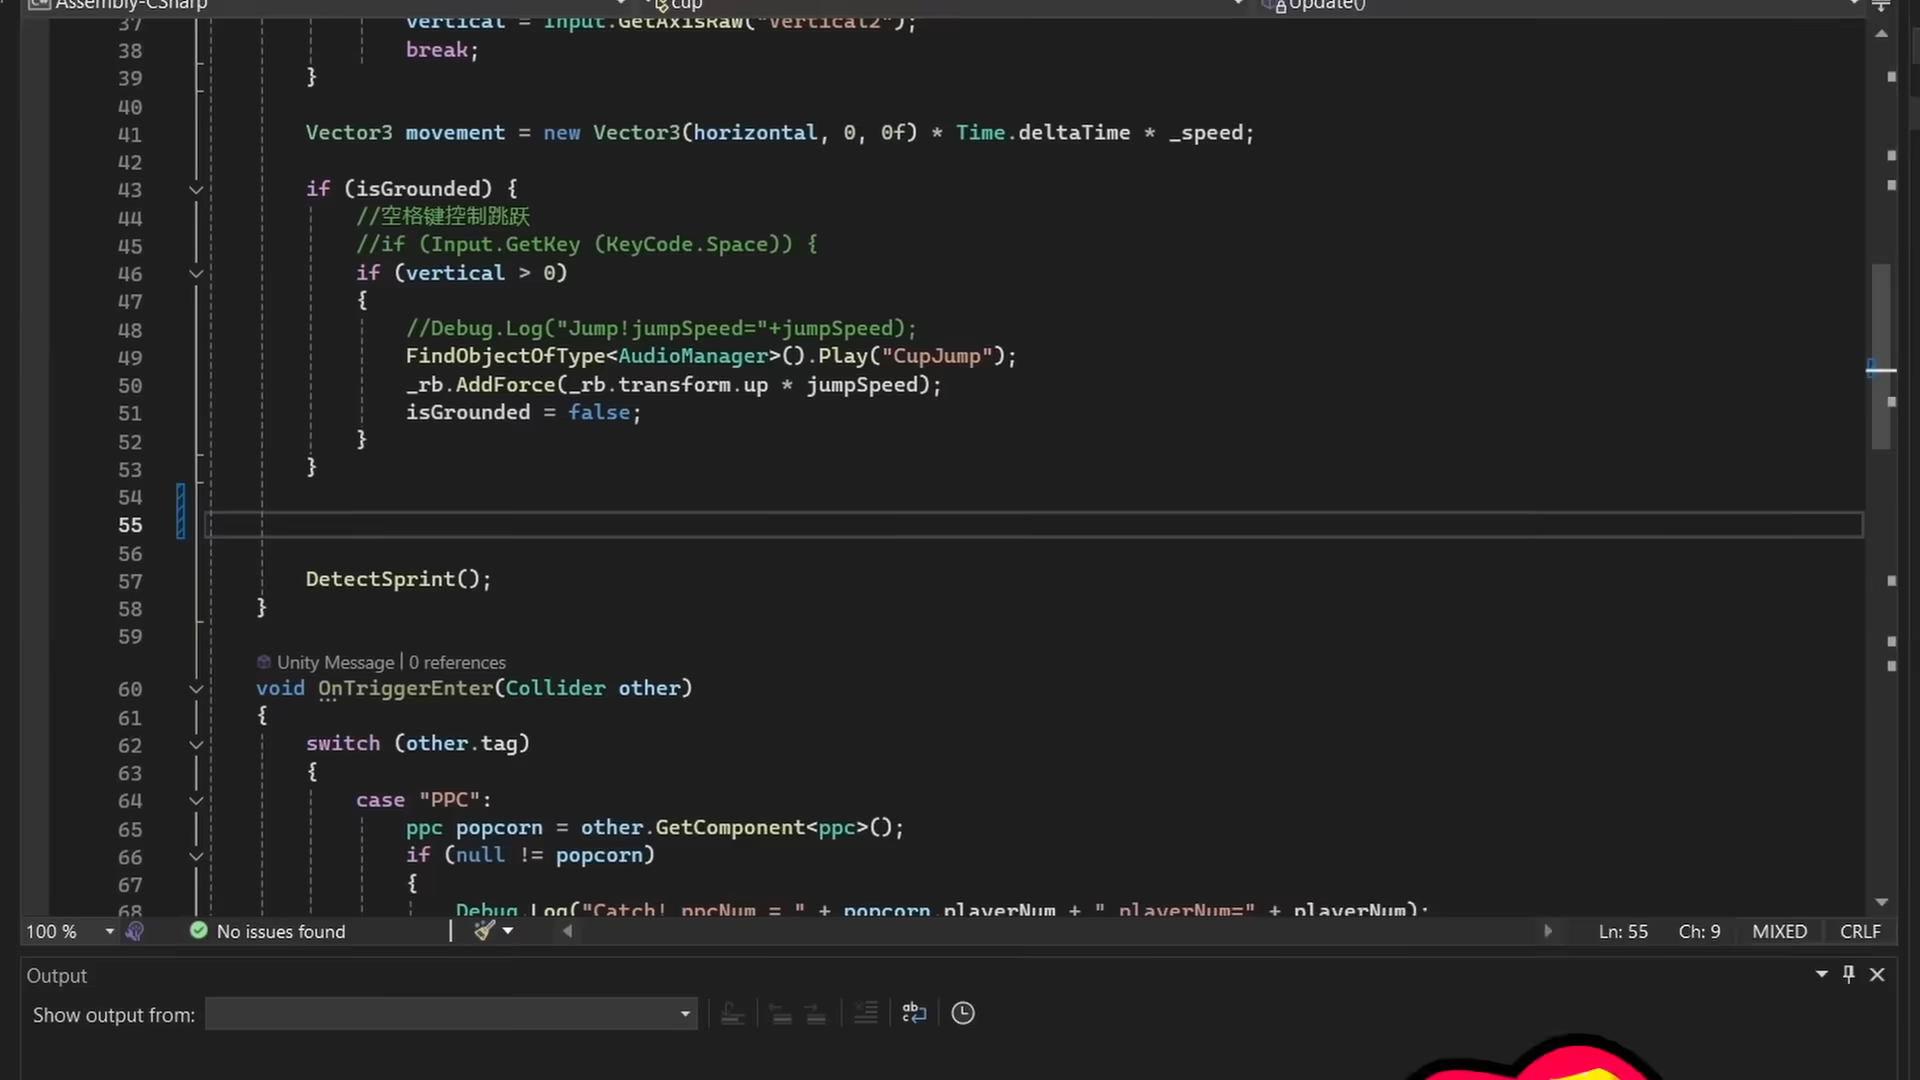 Assembly-CSharp cup Update()
37 vertical = Input.GetAxisRaw("Vertical2");
38 break;
39 }
40
41 Vector3 movement = new Vector3(horizontal, 0, 0f) * Time.deltaTime * _speed;
42
43 if (isGrounded) {
44 //空格键控制跳跃
45 //if (Input.GetKey (KeyCode.Space)) {
46 if (vertical > 0)
47 {
48 //Debug.Log("Jump!jumpSpeed="+jumpSpeed);
49 FindObjectOfType<AudioManager>().Play("CupJump");
50 _rb.AddForce(_rb.transform.up * jumpSpeed);
51 isGrounded = false;
52 }
53 }
54
55
56
57 DetectSprint();
58 }
59
Unity Message | 0 references
60 void OnTriggerEnter(Collider other)
61 {
62 switch (other.tag)
63 {
64 case "PPC":
65 ppc popcorn = other.GetComponent<ppc>();
66 if (null != popcorn)
67 {
68 Debug.Log("Catch! ppcNum = " + popcorn.playerNum + " playerNum=" + playerNum);
100 % No issues found Ln: 55 Ch: 9 MIXED CRLF
Output
Show output from: